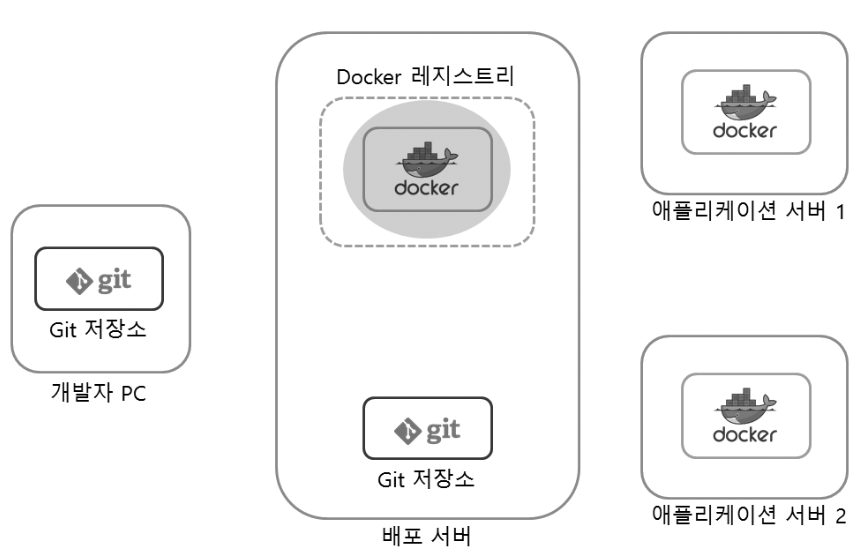 git
Git 저장소
개발자 PC
Docker 레지스트리
docker
git
Git 저장소
배포 서버
docker
애플리케이션 서버 1
docker
애플리케이션 서버 2